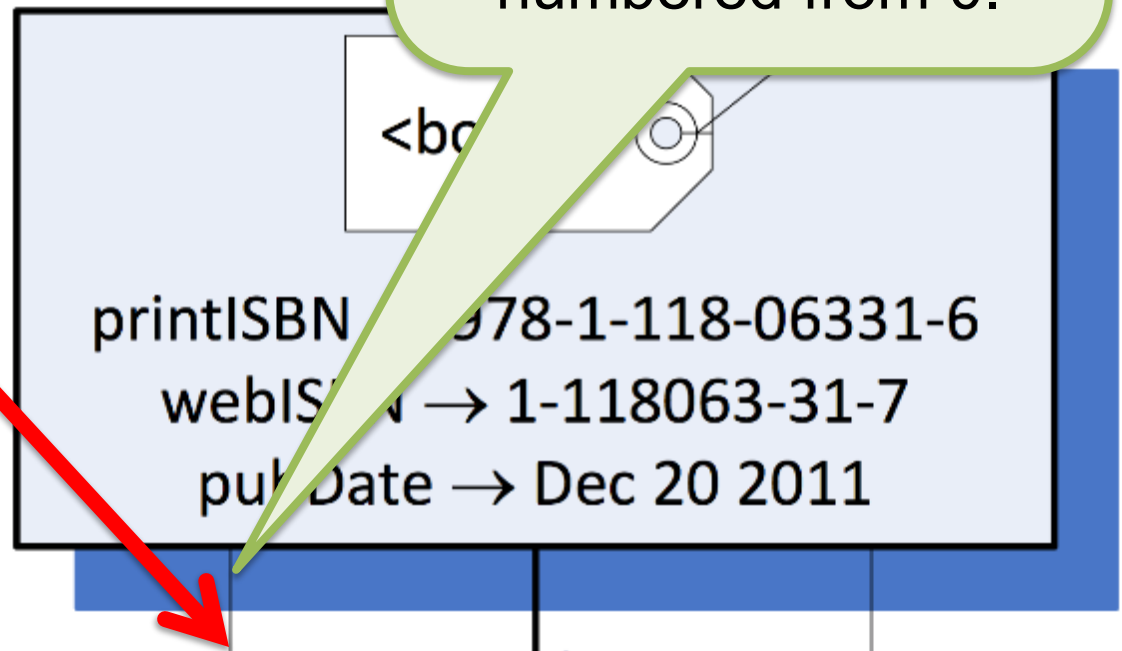 numbered from 0.
<bo
printISBN 978-1-118-06331-6
webIS N → 1-118063-31-7
pub Date → Dec 20 2011